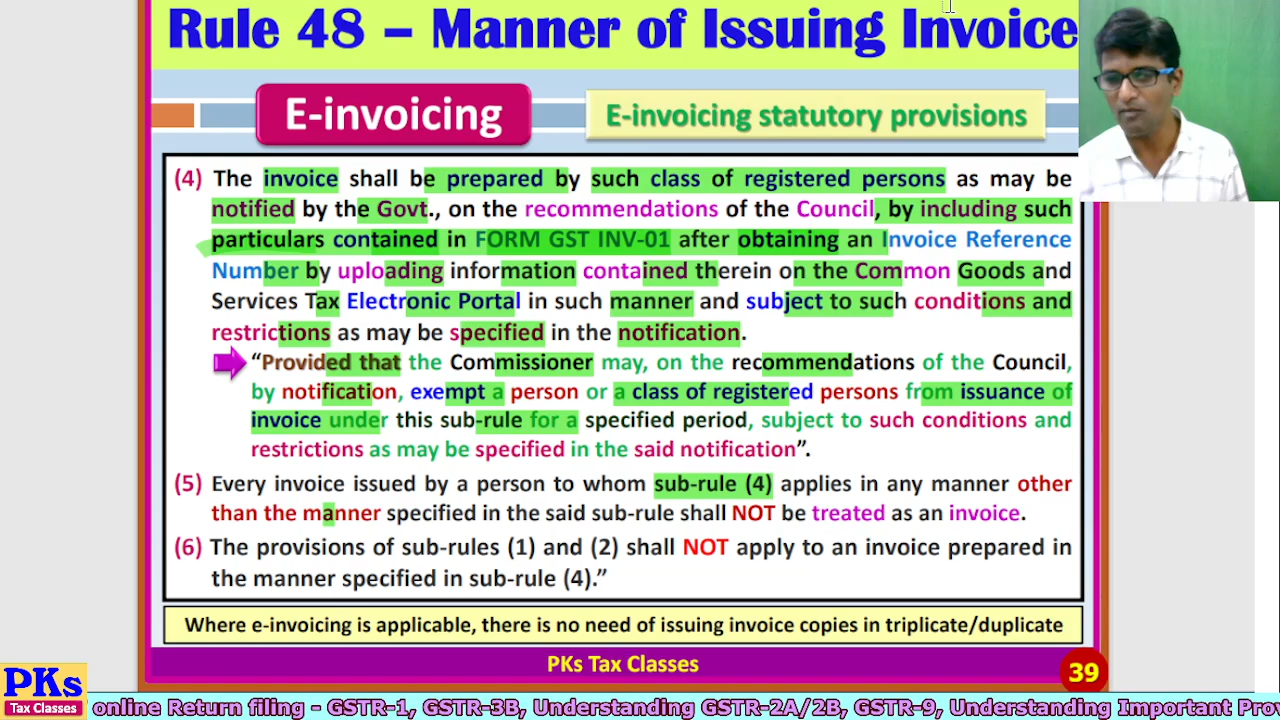 Rule 48 – Manner of Issuing Invoice
E-invoicing
E-invoicing statutory provisions
(4) The invoice shall be prepared by such class of registered persons as may be
notified by the Govt., on the recommendations of the Council, by including such
particulars contained in FORM GST INV-01 after obtaining an Invoice Reference
Number by uploading information contained therein on the Common Goods and
Services Tax Electronic Portal in such manner and subject to such conditions and
restrictions as may be specified in the notification.
“Provided that the Commissioner may, on the recommendations of the Council,
by notification, exempt a person or a class of registered persons from issuance of
invoice under this sub-rule for a specified period, subject to such conditions and
restrictions as may be specified in the said notification”.
(5) Every invoice issued by a person to whom sub-rule (4) applies in any manner other
than the manner specified in the said sub-rule shall NOT be treated as an invoice.
(6) The provisions of sub-rules (1) and (2) shall NOT apply to an invoice prepared in
the manner specified in sub-rule (4).”
Where e-invoicing is applicable, there is no need of issuing invoice copies in triplicate/duplicate
PKs Tax Classes
39
PKs
Tax Classes
online Return filing - GSTR-1, GSTR-3B, Understanding GSTR-2A/2B, GSTR-9, Understanding Important Prov